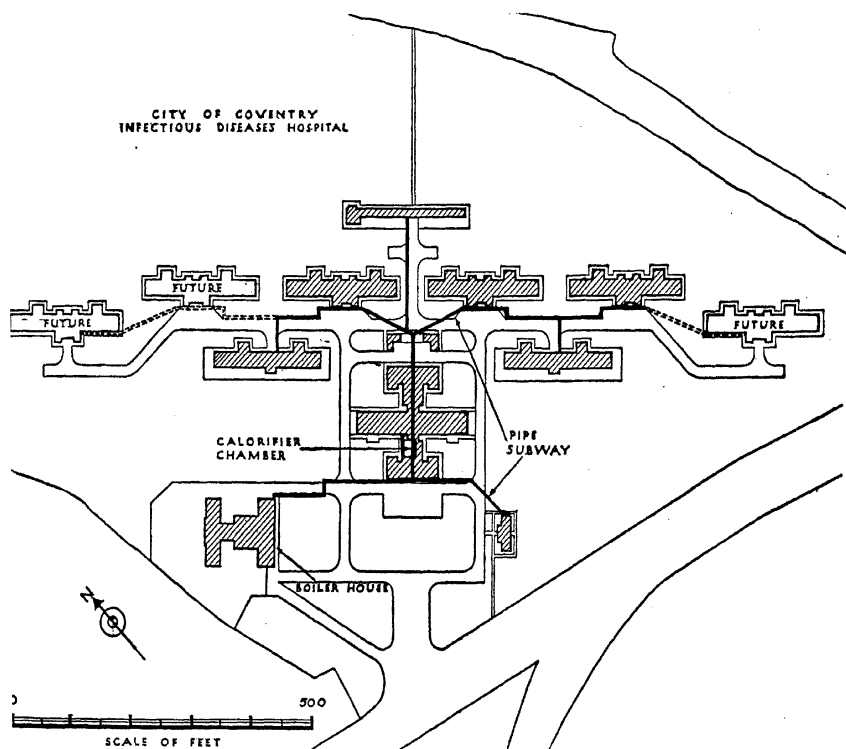 CITY OF COVENTRY
INFECTIOUS DISEASES HOSPITAL
FUTURE
FUTURE
FUTURE
CALORIFIER
CHAMBER
PIPE
SUBWAY
BOILER HOUSE
N
0
500
SCALE OF FEET